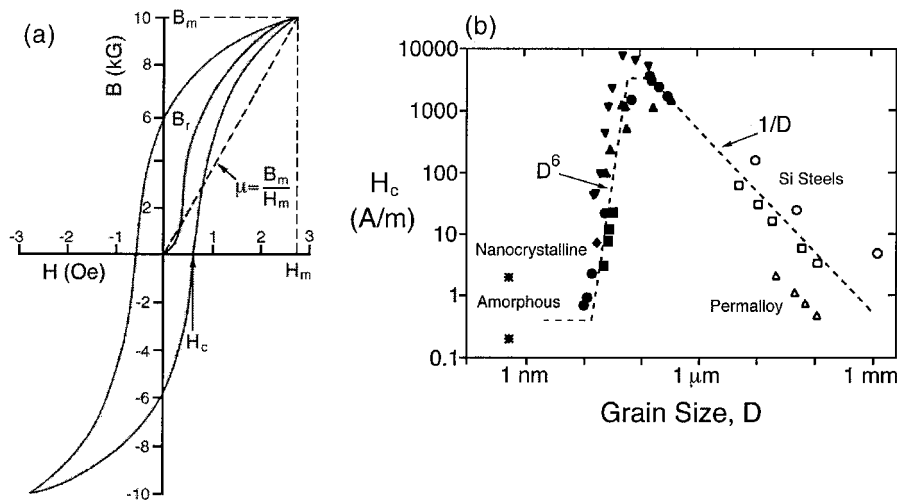 (a)
B (kG)
10
8
6
4
2
-2
-4
-6
-8
-10
B_m
B_r
μ=B_m/H_m
-3
-2
-1
0
1
2
3
H (Oe)
H_m
H_c
(b)
10000
1000
100
10
1
0.1
H_c
(A/m)
D^6
1/D
Si Steels
Nanocrystalline
Amorphous
Permalloy
1 nm
1 μm
1 mm
Grain Size, D